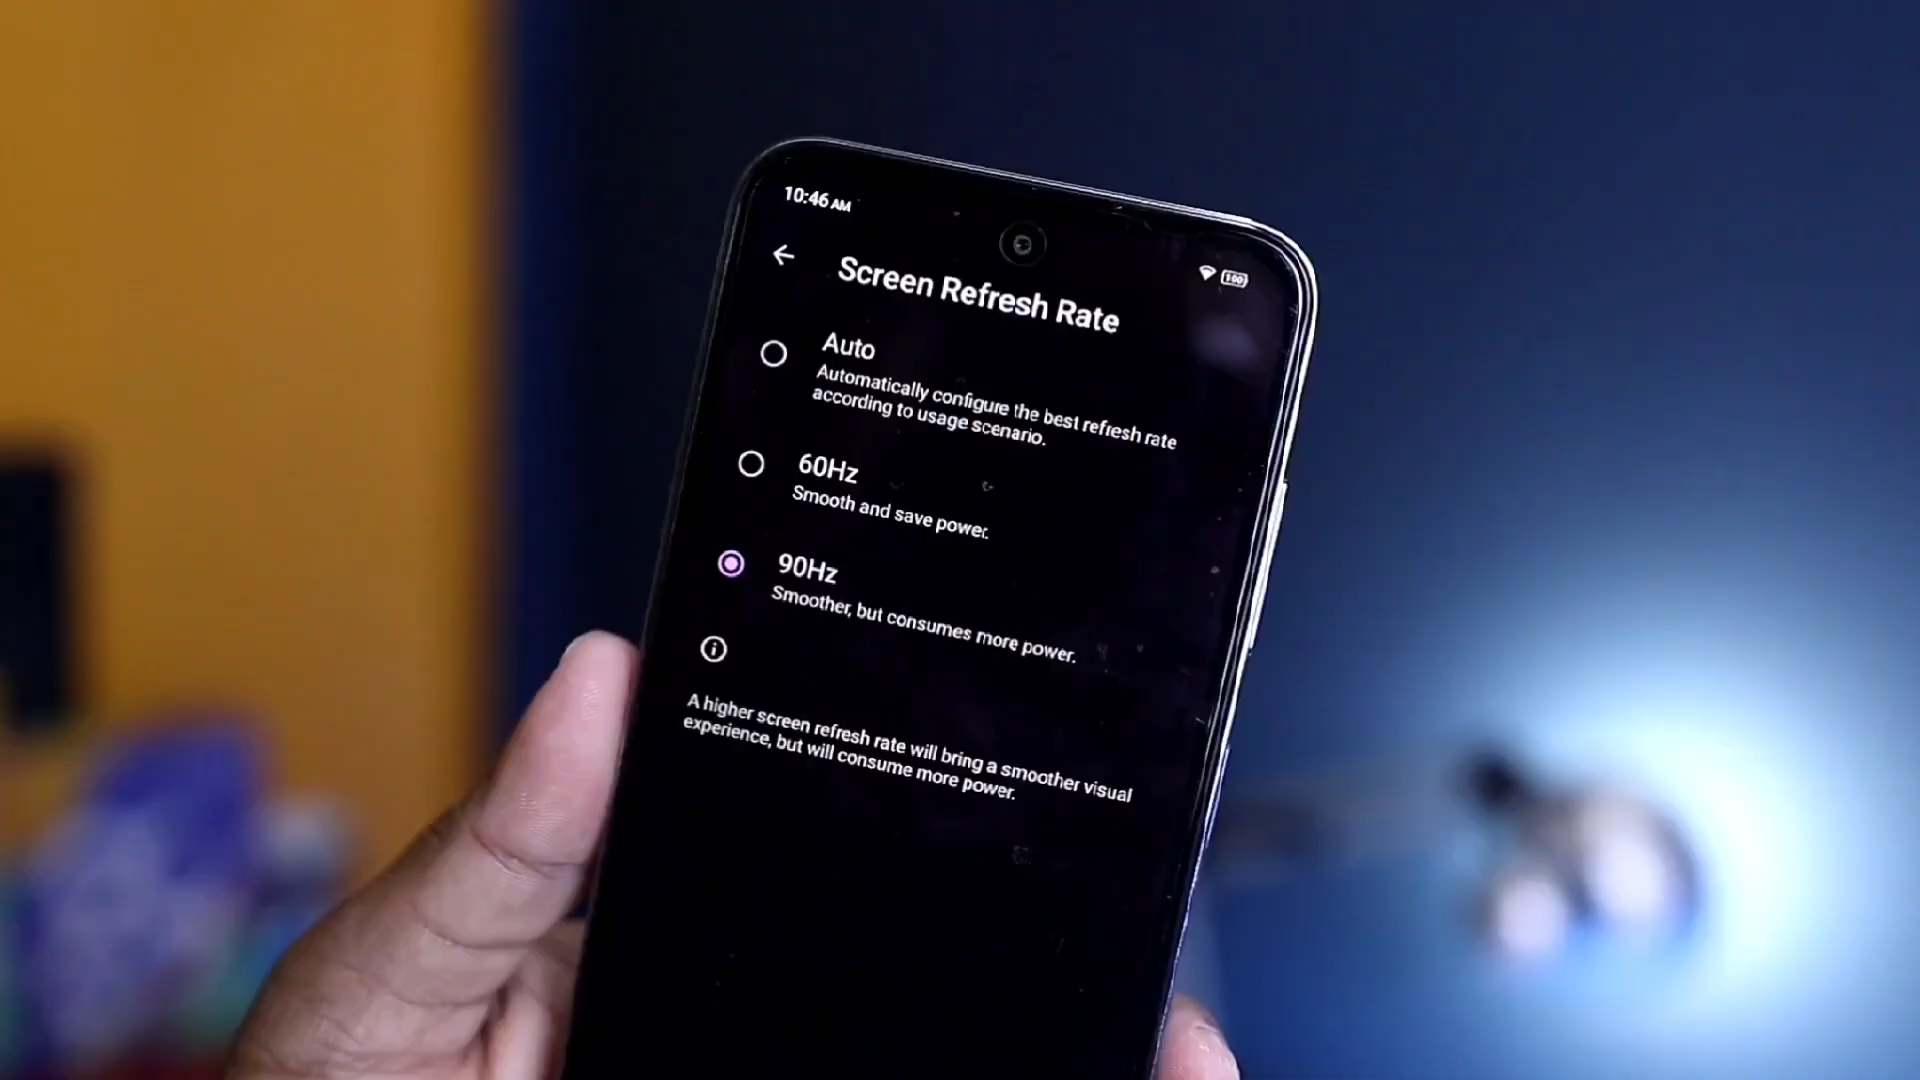 10:46 AM
100
Screen Refresh Rate
Auto
Automatically configure the best refresh rate
according to usage scenario.
60Hz
Smooth and save power.
90Hz
Smoother, but consumes more power.
A higher screen refresh rate will bring a smoother visual
experience, but will consume more power.